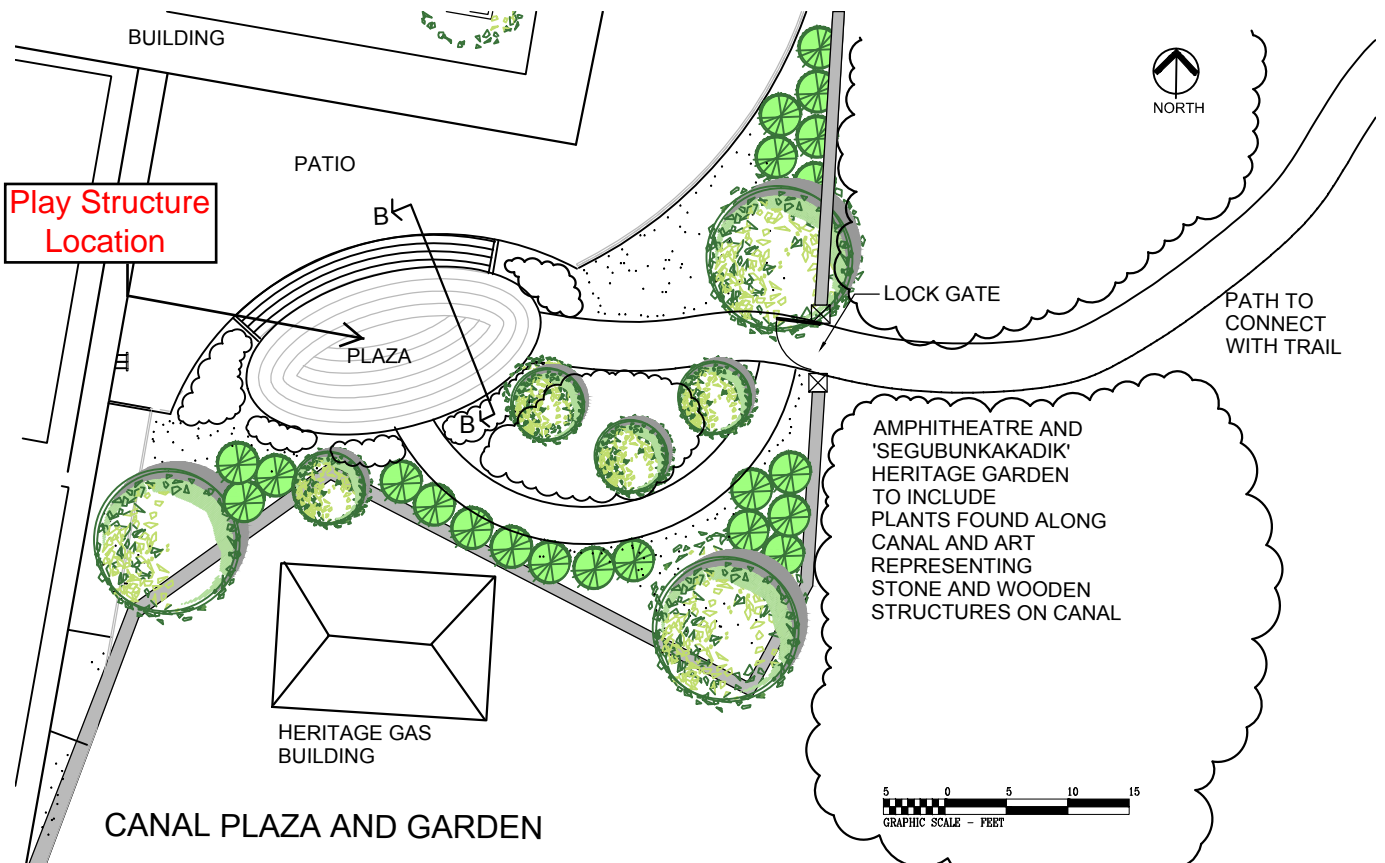 BUILDING
NORTH
PATIO
Play Structure
Location
B
LOCK GATE
PATH TO
CONNECT
WITH TRAIL
PLAZA
B
AMPHITHEATRE AND
'SEGUBUNKAKADIK'
HERITAGE GARDEN
TO INCLUDE
PLANTS FOUND ALONG
CANAL AND ART
REPRESENTING
STONE AND WOODEN
STRUCTURES ON CANAL
HERITAGE GAS
BUILDING
5 0 5 10 15
GRAPHIC SCALE - FEET
CANAL PLAZA AND GARDEN